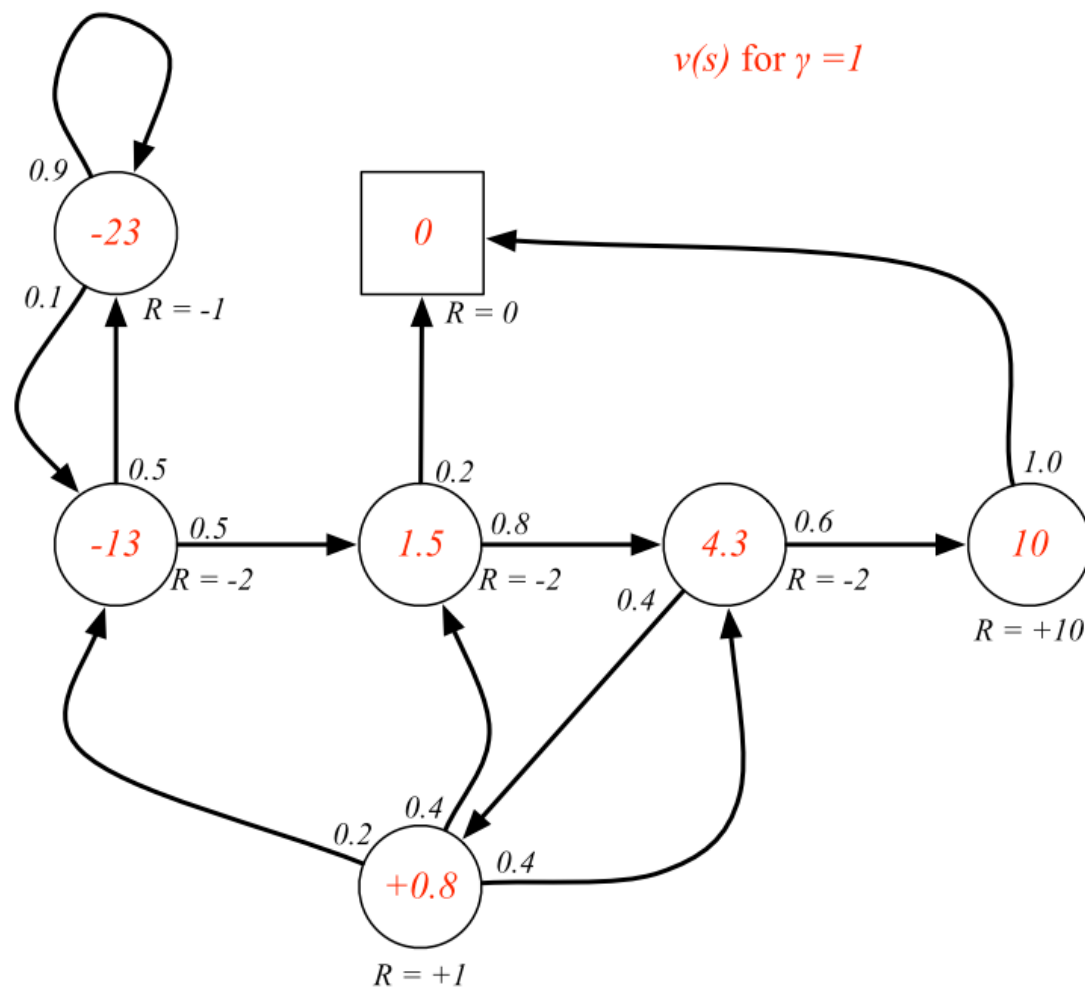 v(s) for γ =1
0.9
-23
0
0.1
R = -1
R = 0
0.5
0.2
1.0
-13
0.5
1.5
0.8
4.3
0.6
10
R = -2
R = -2
0.4
R = -2
R = +10
0.4
0.2
0.4
+0.8
R = +1